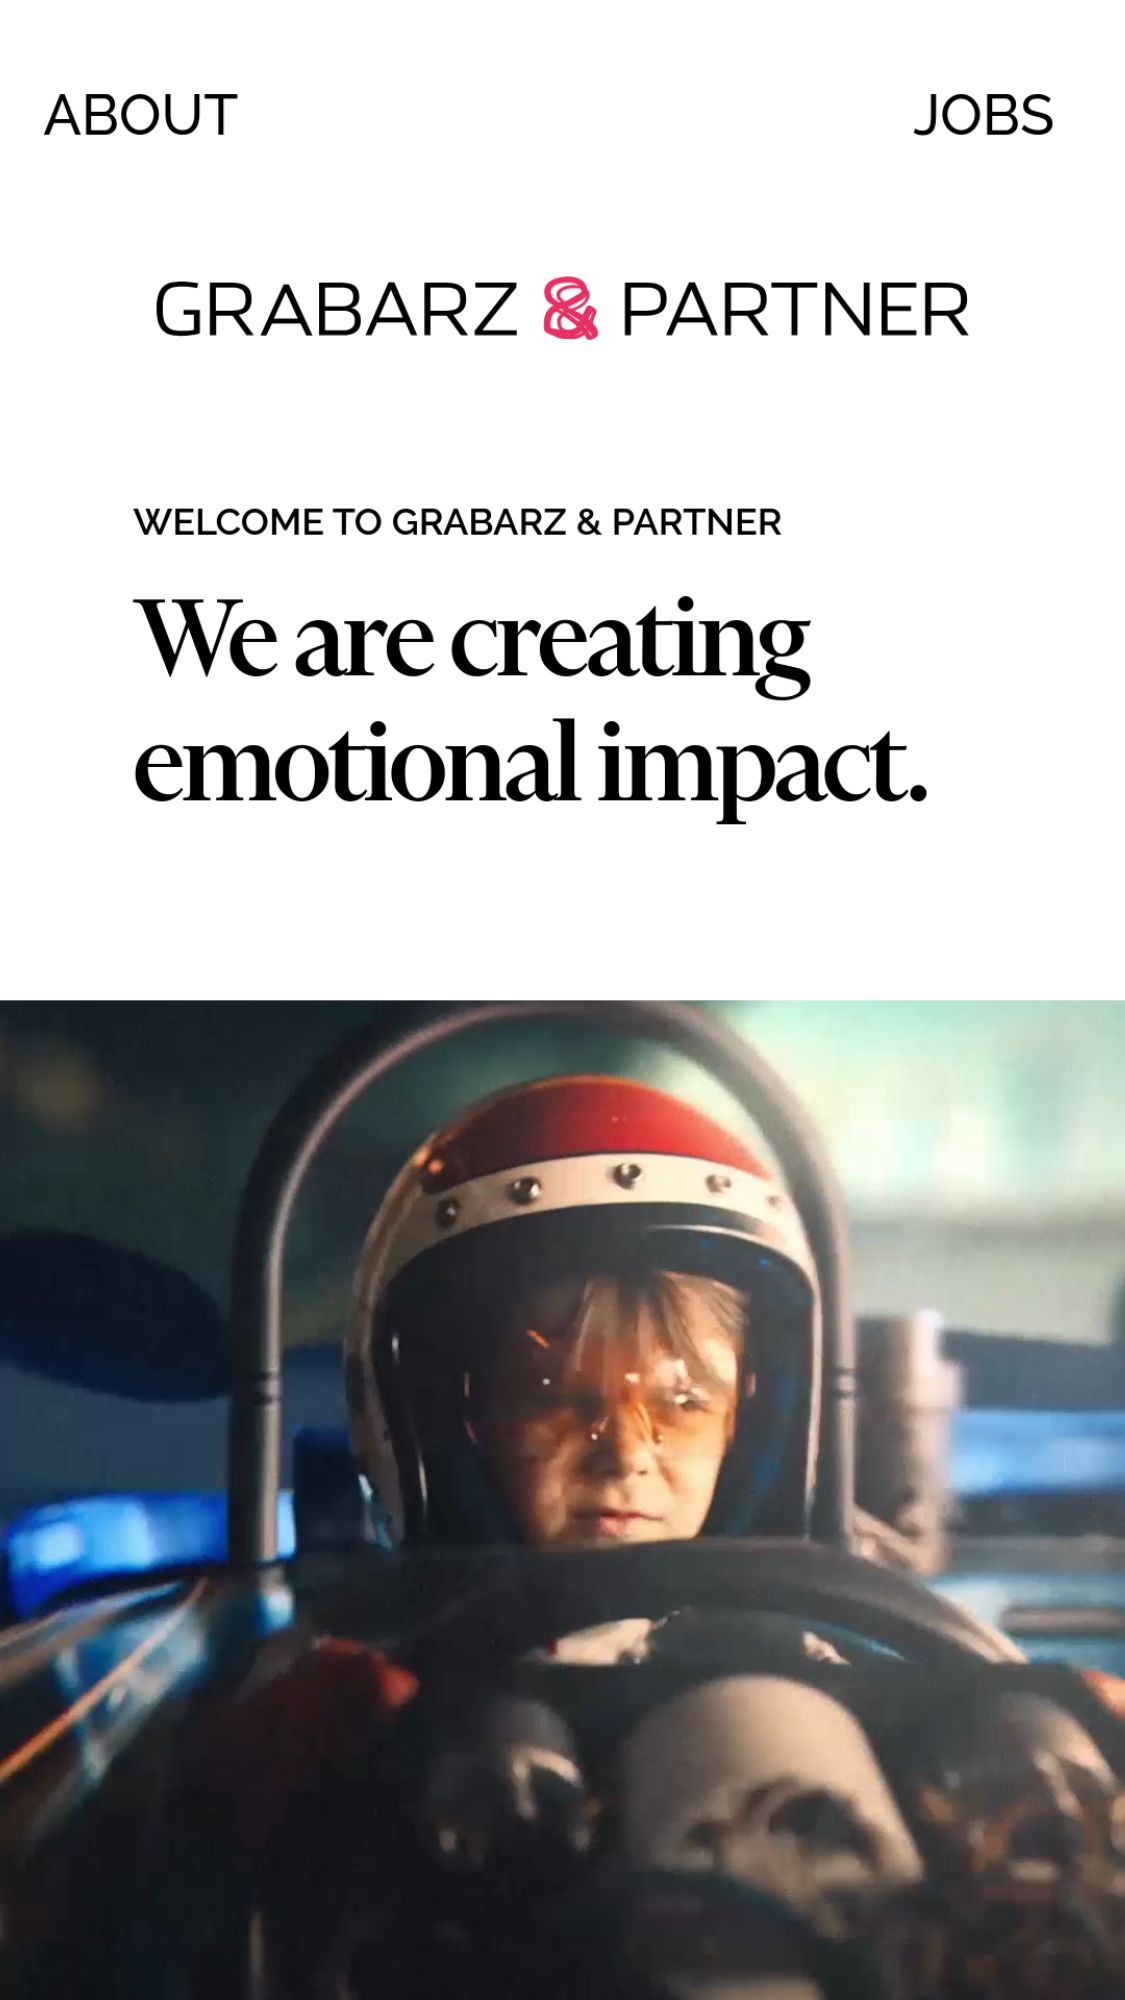 ABOUT
JOBS
GRABARZ & PARTNER
WELCOME TO GRABARZ & PARTNER
We are creating
emotional impact.